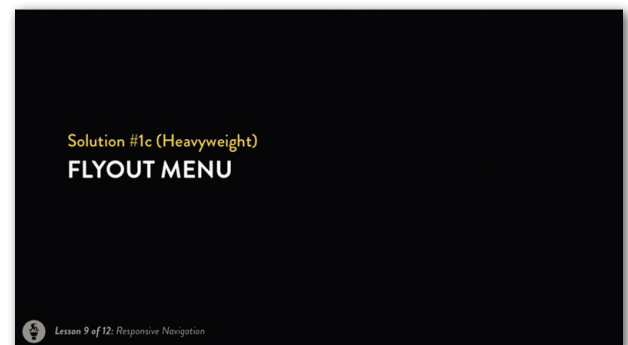 Solution #1c (Heavyweight)
FLYOUT MENU
Lesson 9 of 12: Responsive Navigation